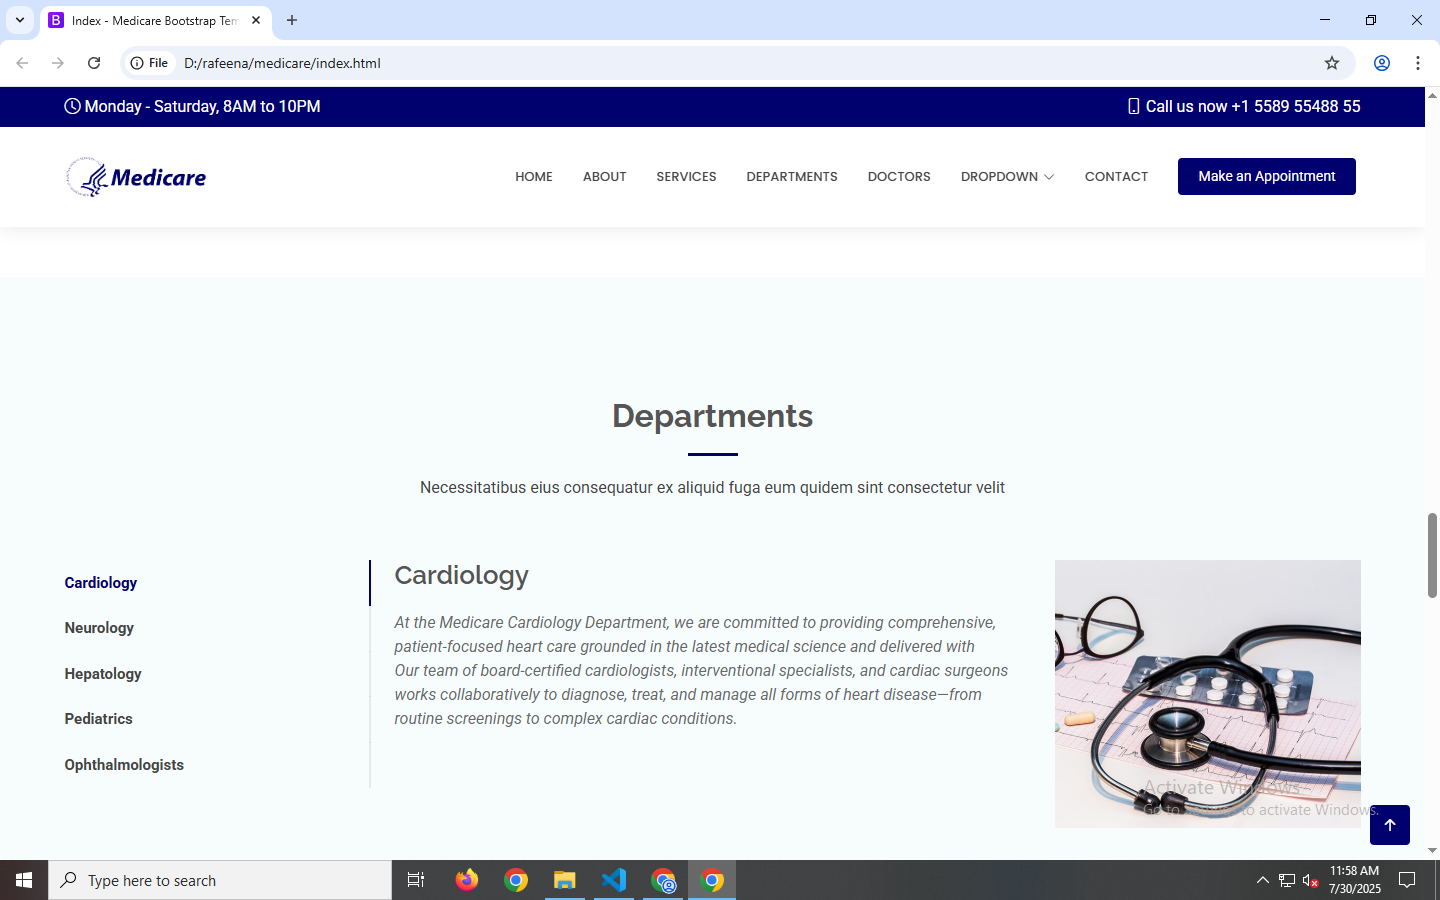 Index - Medicare Bootstrap Tem
File
D:/rafeena/medicare/index.html
Monday - Saturday, 8AM to 10PM
Call us now +1 5589 55488 55
Medicare
HOME
ABOUT
SERVICES
DEPARTMENTS
DOCTORS
DROPDOWN
CONTACT
Make an Appointment
Departments
Necessitatibus eius consequatur ex aliquid fuga eum quidem sint consectetur velit
Cardiology
Neurology
Hepatology
Pediatrics
Ophthalmologists
Cardiology
At the Medicare Cardiology Department, we are committed to providing comprehensive,
patient-focused heart care grounded in the latest medical science and delivered with
Our team of board-certified cardiologists, interventional specialists, and cardiac surgeons
works collaboratively to diagnose, treat, and manage all forms of heart disease—from
routine screenings to complex cardiac conditions.
Activate Windows
Go to Settings to activate Windows.
Type here to search
11:58 AM
7/30/2025